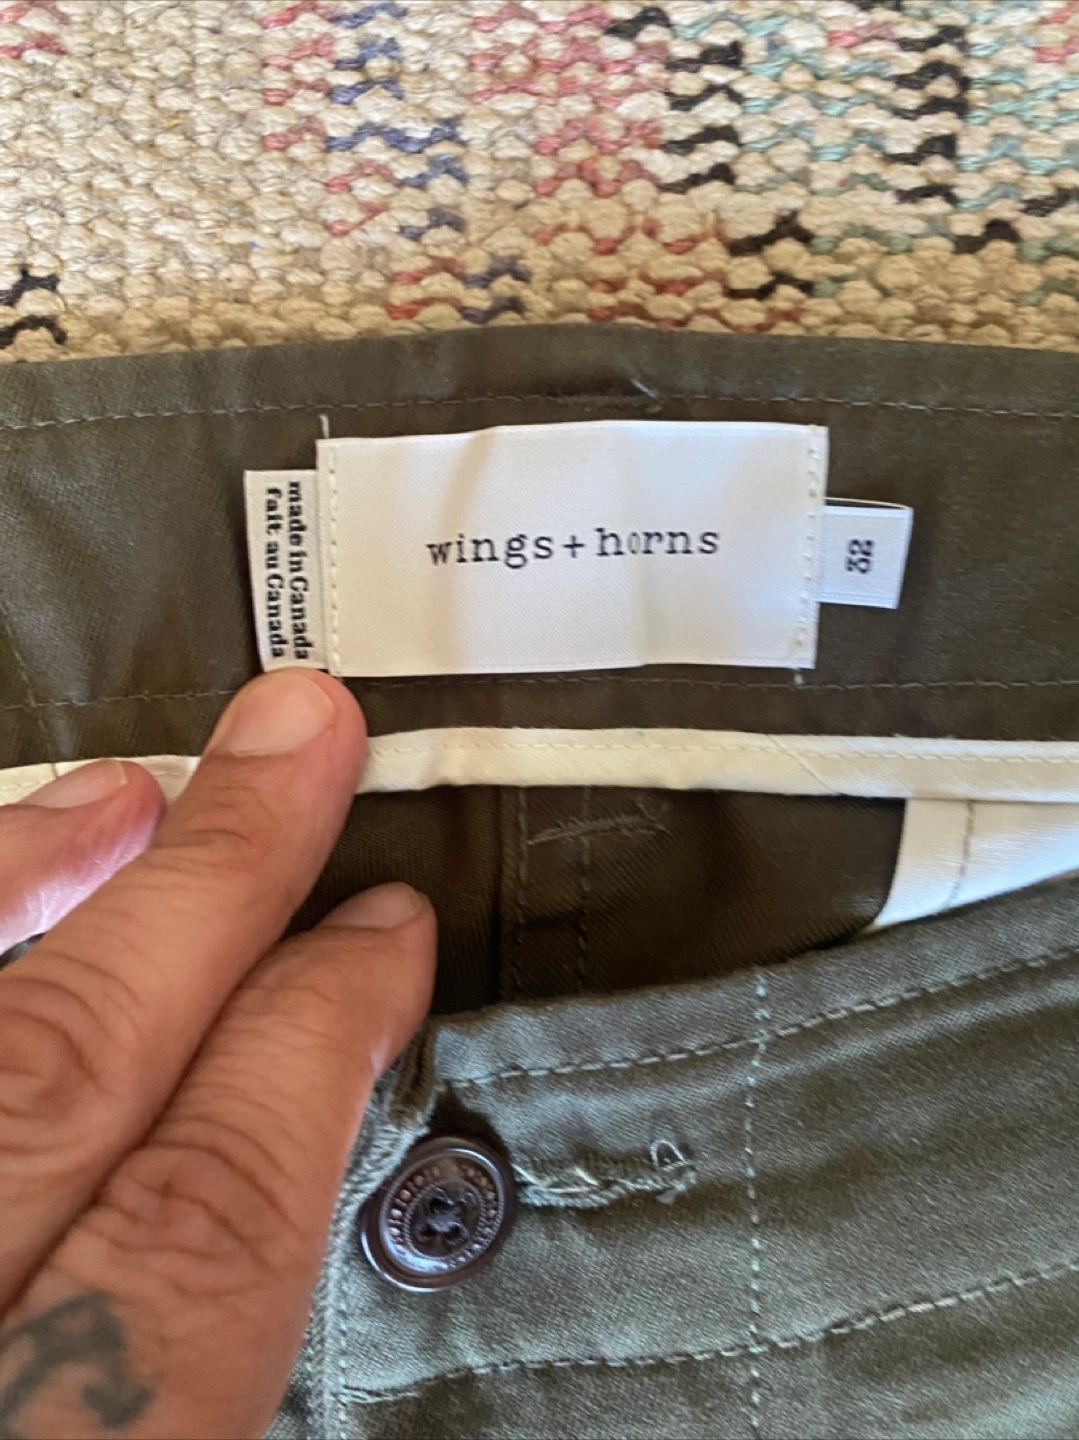 made in Canada
fait au Canada
wings+horns
32